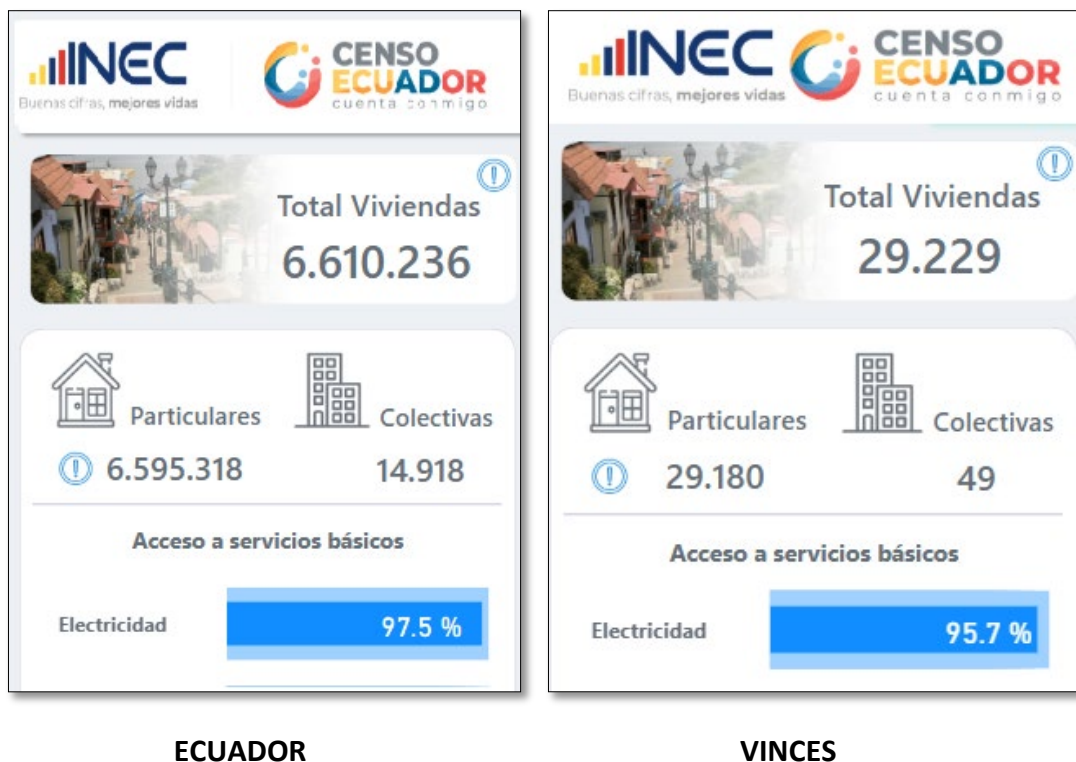 INEC
Buenas cifras, mejores vidas
CENSO
ECUADOR
cuenta conmigo
Total Viviendas
6.610.236
Particulares
Colectivas
6.595.318
14.918
Acceso a servicios básicos
Electricidad
97.5 %
ECUADOR
INEC
Buenas cifras, mejores vidas
CENSO
ECUADOR
cuenta conmigo
Total Viviendas
29.229
Particulares
Colectivas
29.180
49
Acceso a servicios básicos
Electricidad
95.7 %
VINCES